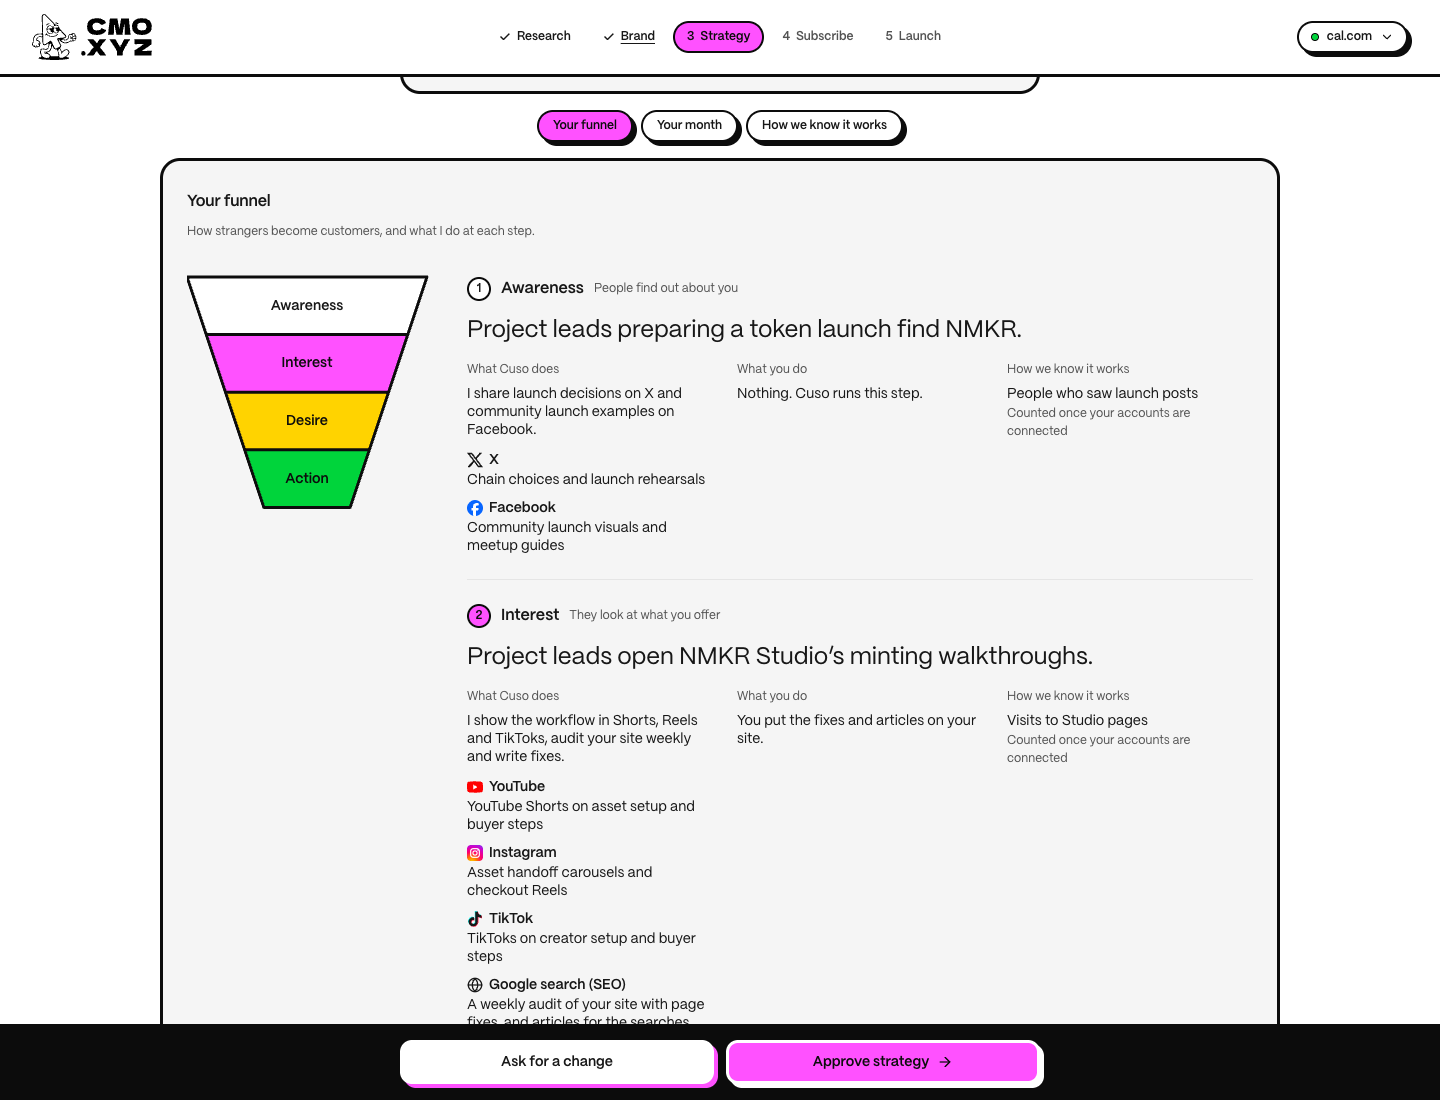 CMO
.XYZ
Research
Brand
3 Strategy
4 Subscribe
5 Launch
cal.com
Your funnel
Your month
How we know it works
Your funnel
How strangers become customers, and what I do at each step.
Awareness
Interest
Desire
Action
1 Awareness People find out about you
Project leads preparing a token launch find NMKR.
What Cuso does
I share launch decisions on X and
community launch examples on
Facebook.
X
Chain choices and launch rehearsals
Facebook
Community launch visuals and
meetup guides
What you do
Nothing. Cuso runs this step.
How we know it works
People who saw launch posts
Counted once your accounts are
connected
2 Interest They look at what you offer
Project leads open NMKR Studio’s minting walkthroughs.
What Cuso does
I show the workflow in Shorts, Reels
and TikToks, audit your site weekly
and write fixes.
YouTube
YouTube Shorts on asset setup and
buyer steps
Instagram
Asset handoff carousels and
checkout Reels
TikTok
TikToks on creator setup and buyer
steps
Google search (SEO)
A weekly audit of your site with page
fixes, and articles for the searches
What you do
You put the fixes and articles on your
site.
How we know it works
Visits to Studio pages
Counted once your accounts are
connected
Ask for a change
Approve strategy